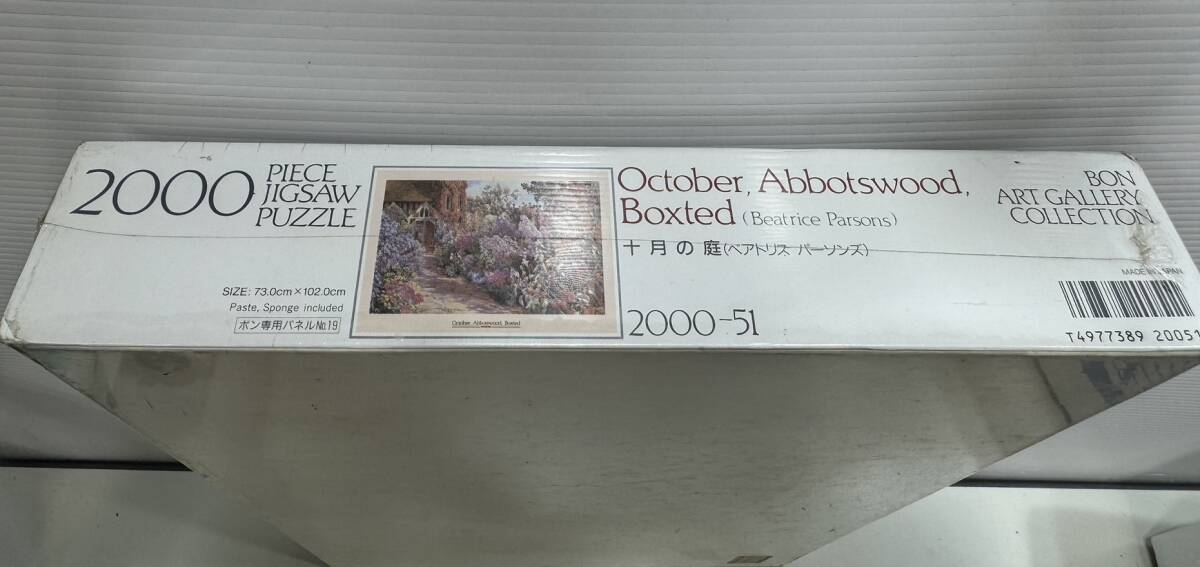 2000
PIECE
JIGSAW
PUZZLE
SIZE: 73.0cm×102.0cm
Paste, Sponge included
ボン専用パネル№19
October, Abbotswood, Boxted
October, Abbotswood,
Boxted (Beatrice Parsons)
十月の庭(ベアトリス パーソンズ)
2000-51
BON
ART GALLERY
COLLECTION
MADE IN
T4977389 20051